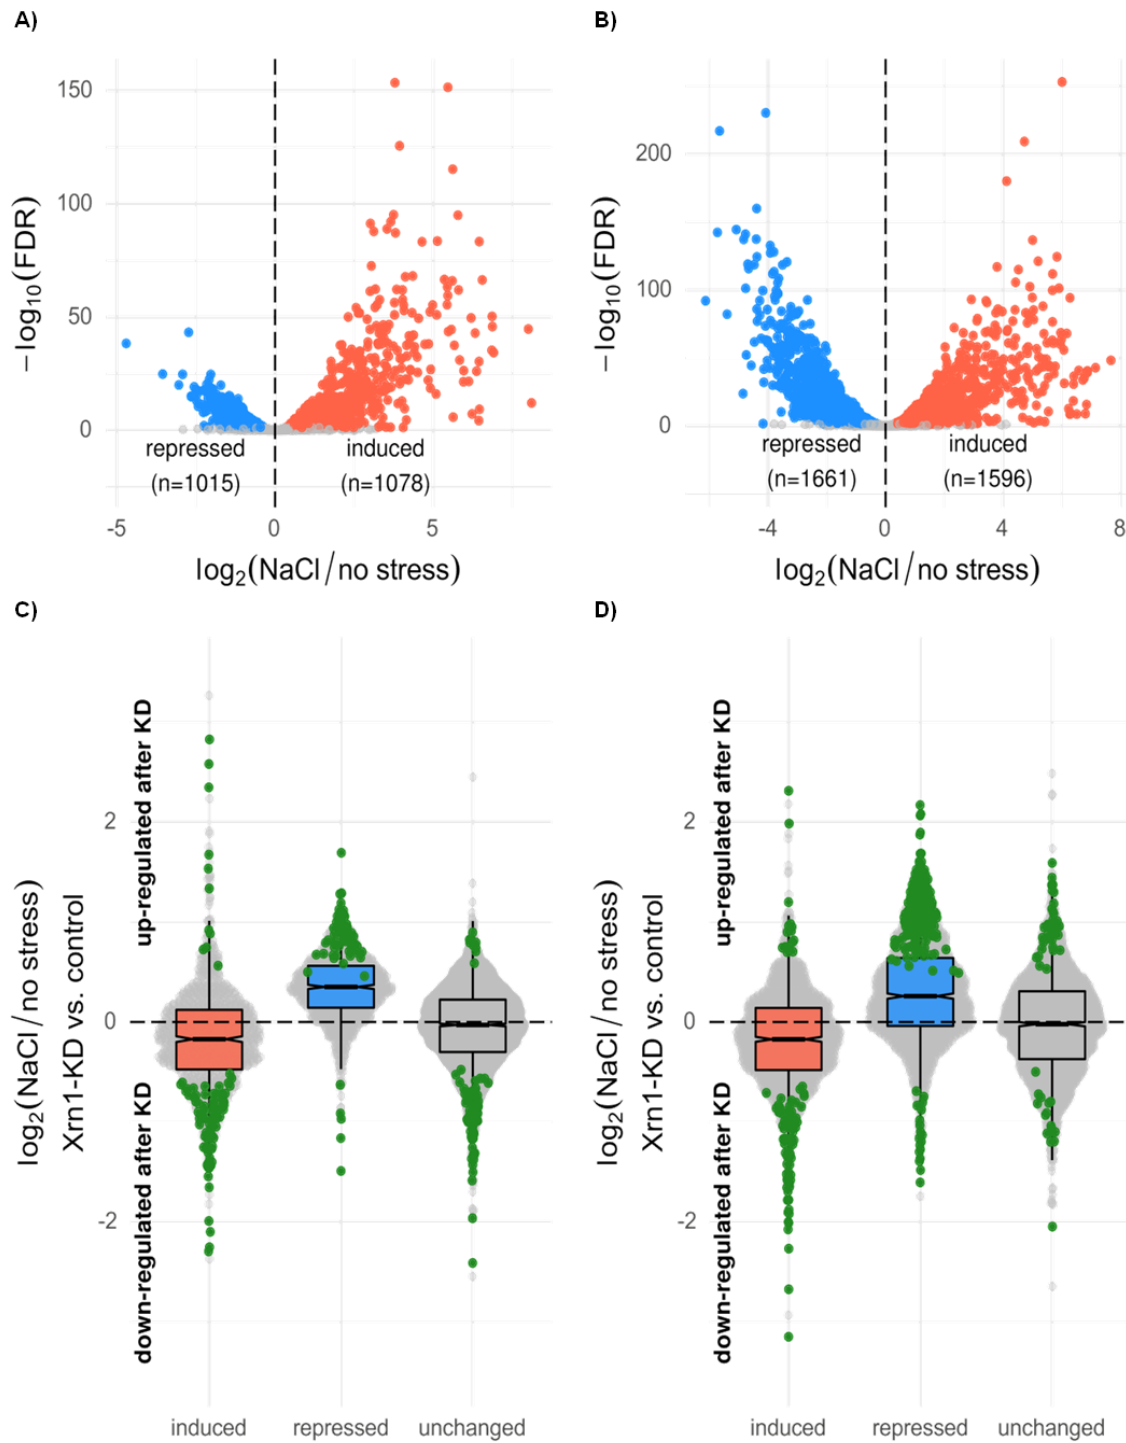 A)
150
100
50
0
−log10(FDR)
repressed
(n=1015)
induced
(n=1078)
-5
0
5
log2(NaCl/no stress)
B)
200
100
0
−log10(FDR)
repressed
(n=1661)
induced
(n=1596)
-4
0
4
8
log2(NaCl/no stress)
C)
log2(NaCl/no stress)
Xrn1-KD vs. control
up-regulated after KD
down-regulated after KD
2
0
-2
induced
repressed
unchanged
D)
log2(NaCl/no stress)
Xrn1-KD vs. control
up-regulated after KD
down-regulated after KD
2
0
-2
induced
repressed
unchanged